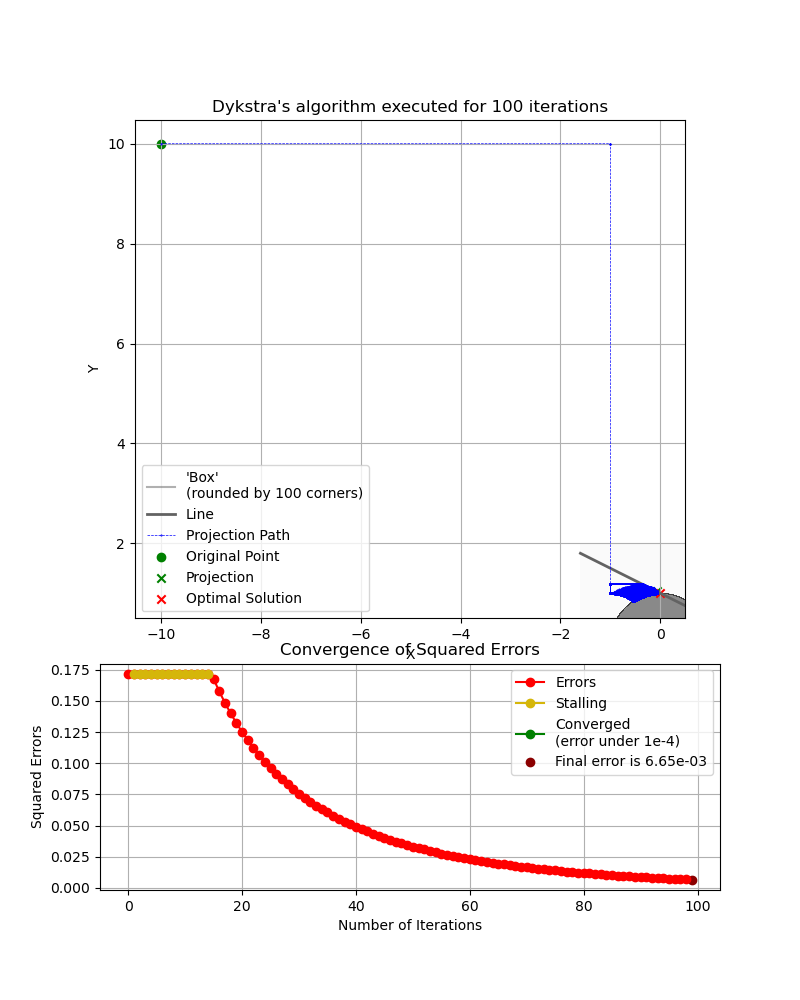 Dykstra's algorithm executed for 100 iterations
10
8
6
4
2
Y
'Box'
(rounded by 100 corners)
Line
Projection Path
Original Point
Projection
Optimal Solution
−10
−8
−6
−4
−2
0
X
Convergence of Squared Errors
0.175
0.150
0.125
0.100
0.075
0.050
0.025
0.000
Squared Errors
Errors
Stalling
Converged
(error under 1e-4)
Final error is 6.65e-03
0
20
40
60
80
100
Number of Iterations